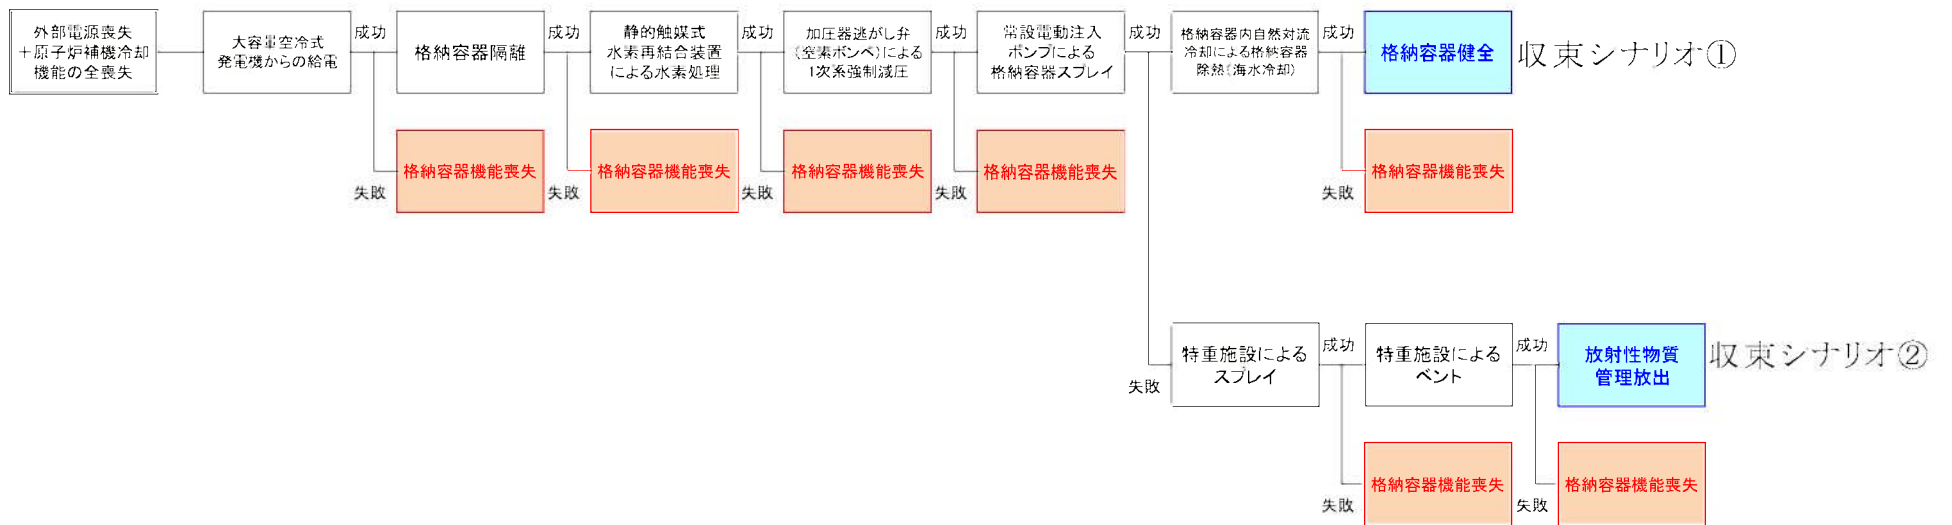 外部電源喪失
＋原子炉補機冷却
機能の全喪失
大容量空冷式
発電機からの給電
成功
失敗
格納容器機能喪失
格納容器隔離
成功
失敗
格納容器機能喪失
静的触媒式
水素再結合装置
による水素処理
成功
失敗
格納容器機能喪失
加圧器逃がし弁
（窒素ボンベ）による
1次系強制減圧
成功
失敗
格納容器機能喪失
常設電動注入
ポンプによる
格納容器スプレイ
成功
失敗
格納容器内自然対流
冷却による格納容器
除熱（海水冷却）
成功
失敗
格納容器機能喪失
格納容器健全
収束シナリオ①
特重施設による
スプレイ
成功
失敗
格納容器機能喪失
特重施設による
ベント
成功
失敗
格納容器機能喪失
放射性物質
管理放出
収束シナリオ②